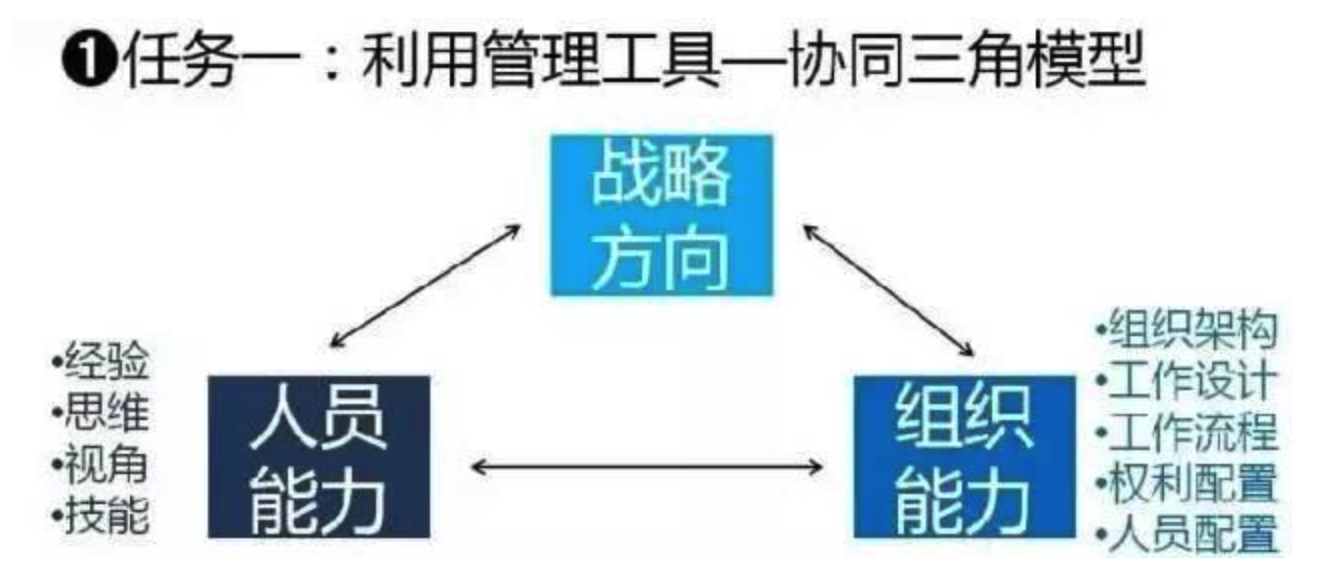 ❶任务一：利用管理工具—协同三角模型
战略
方向
•经验
•思维
•视角
•技能
人员
能力
组织
能力
•组织架构
•工作设计
•工作流程
•权利配置
•人员配置